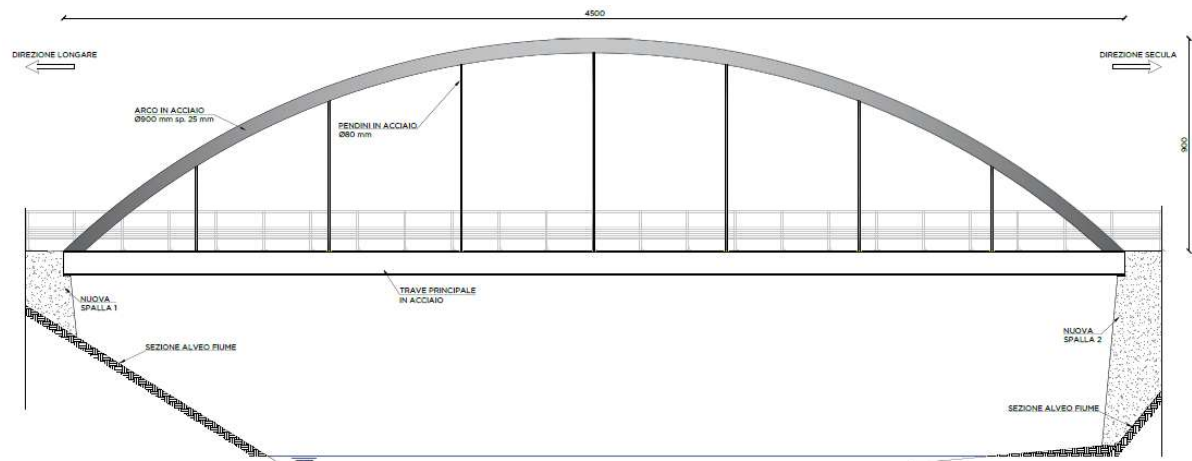 4500
DIREZIONE LONGARE
DIREZIONE SECULA
ARCO IN ACCIAIO
Ø900 mm sp. 25 mm
PENDINI IN ACCIAIO
Ø80 mm
900
TRAVE PRINCIPALE
IN ACCIAIO
NUOVA
SPALLA 1
NUOVA
SPALLA 2
SEZIONE ALVEO FIUME
SEZIONE ALVEO FIUME